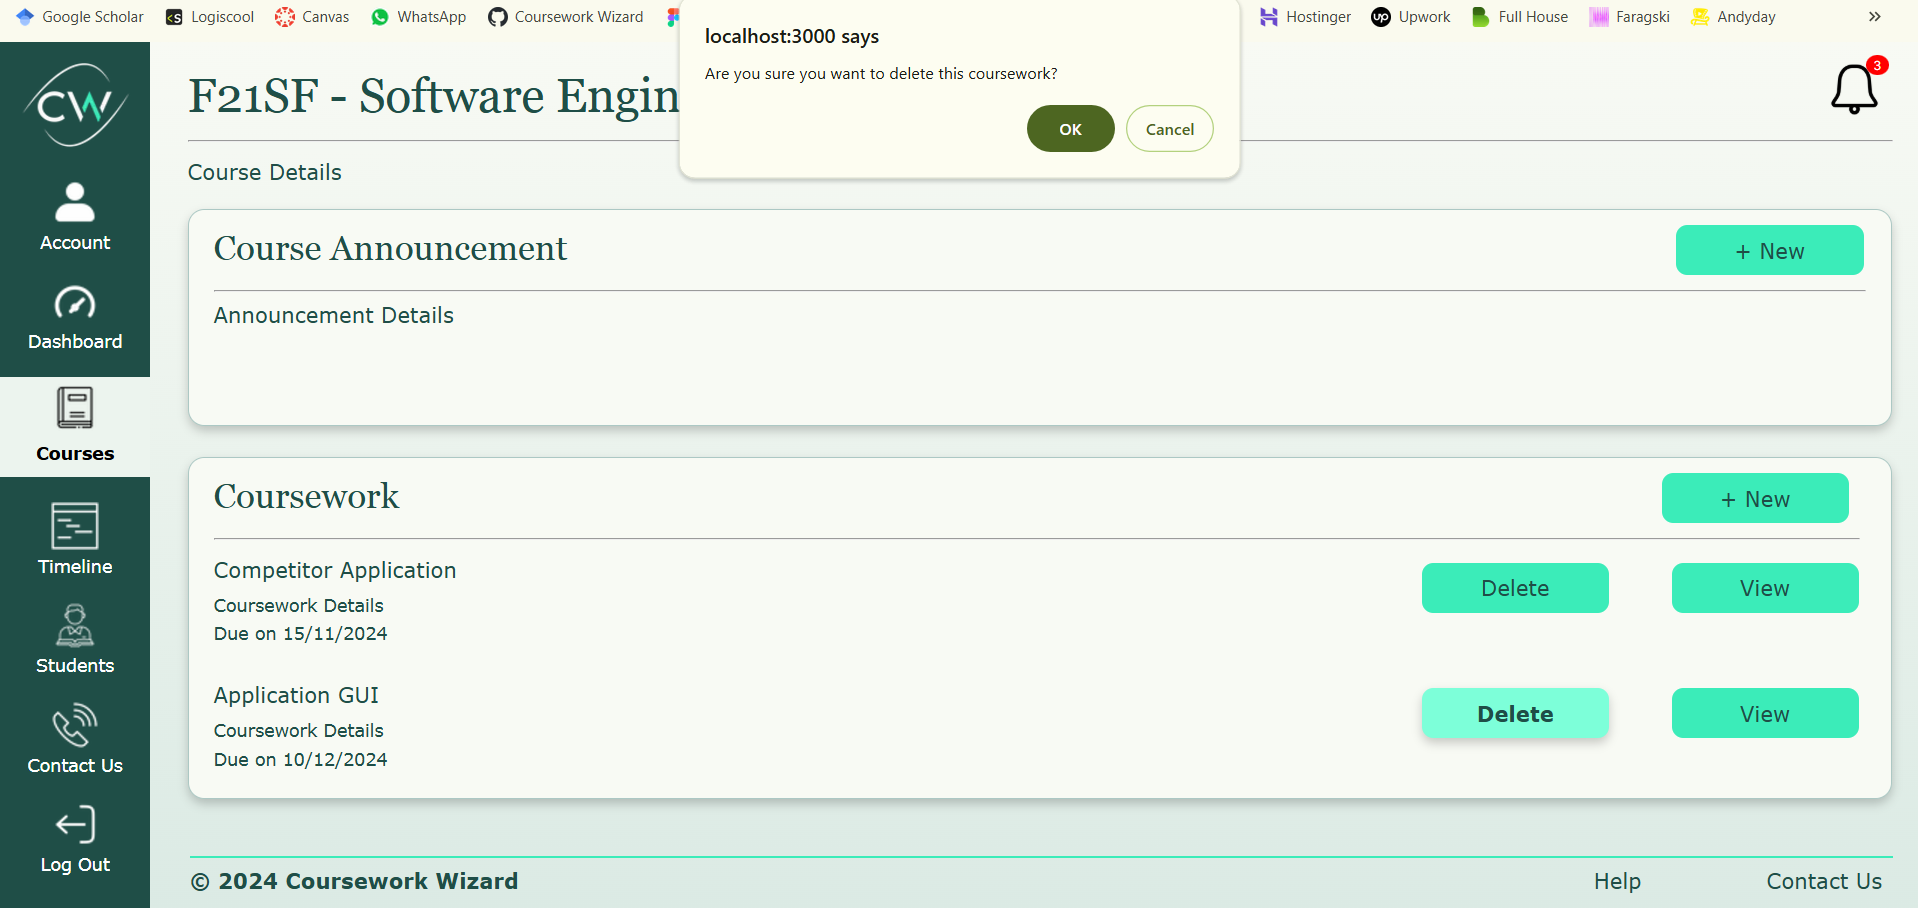 Google Scholar
Logiscool
Canvas
WhatsApp
Coursework Wizard
Hostinger
Upwork
Full House
Faragski
Andyday
»
localhost:3000 says
Are you sure you want to delete this coursework?
OK
Cancel
CW
Account
Dashboard
Courses
Timeline
Students
Contact Us
Log Out
F21SF - Software Engin
3
Course Details
Course Announcement
+ New
Announcement Details
Coursework
+ New
Competitor Application
Coursework Details
Due on 15/11/2024
Delete
View
Application GUI
Coursework Details
Due on 10/12/2024
Delete
View
© 2024 Coursework Wizard
Help
Contact Us